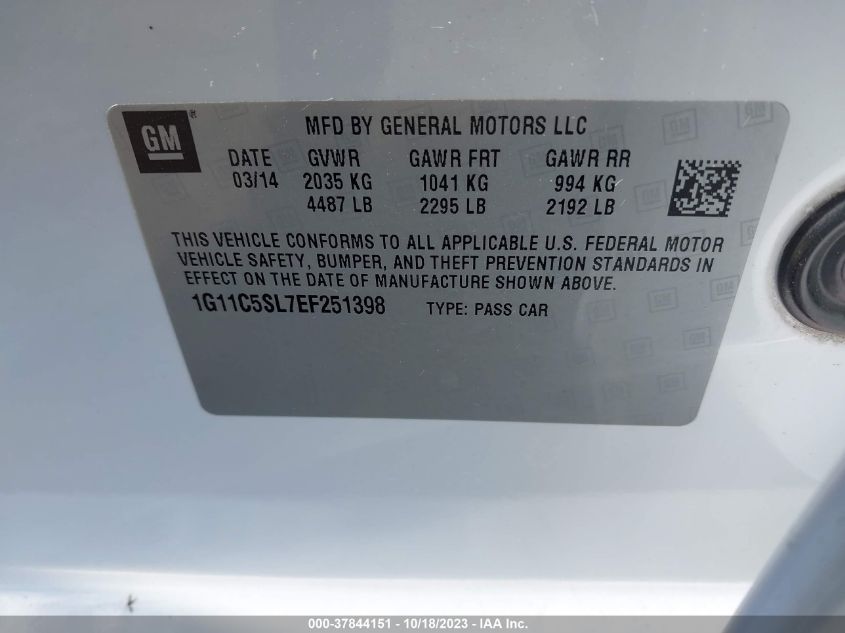 GM
MFD BY GENERAL MOTORS LLC
DATE GVWR GAWR FRT GAWR RR
03/14 2035 KG 1041 KG 994 KG
4487 LB 2295 LB 2192 LB
THIS VEHICLE CONFORMS TO ALL APPLICABLE U.S. FEDERAL MOTOR
VEHICLE SAFETY, BUMPER, AND THEFT PREVENTION STANDARDS IN
EFFECT ON THE DATE OF MANUFACTURE SHOWN ABOVE.
1G11C5SL7EF251398 TYPE: PASS CAR
000-37844151 - 10/18/2023 - IAA Inc.